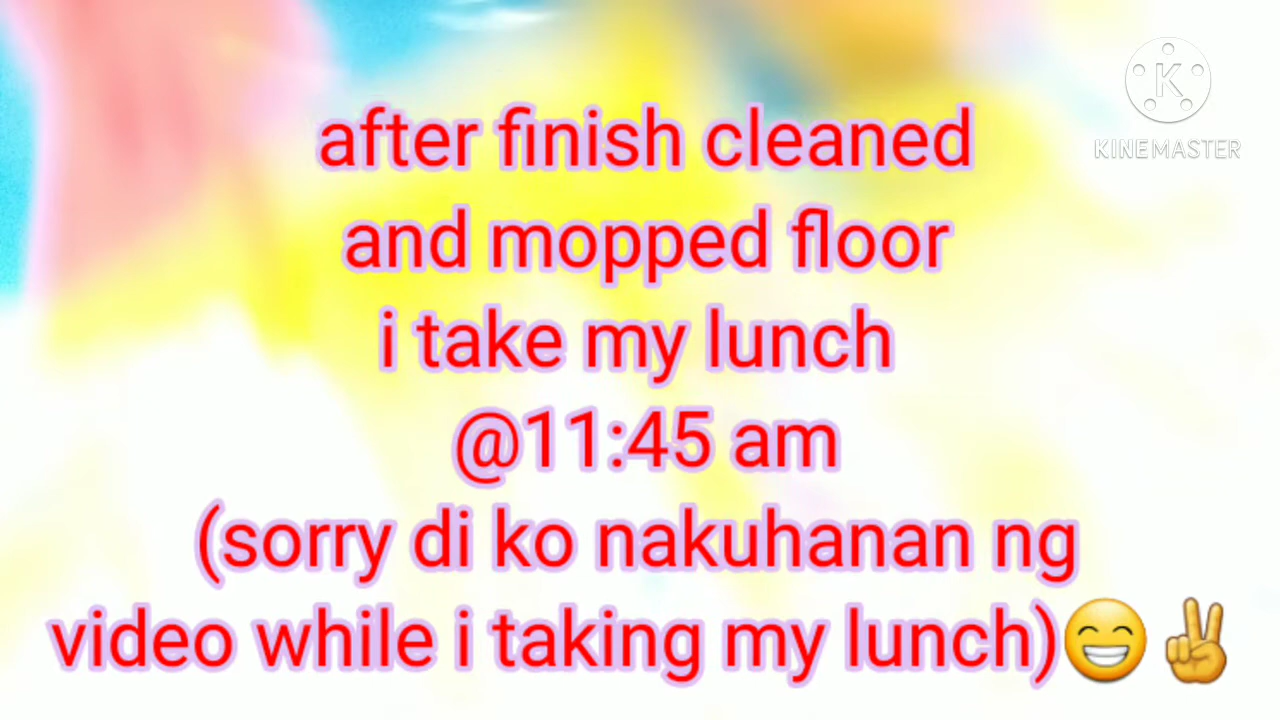 KINEMASTER
after finish cleaned
and mopped floor
i take my lunch
@11:45 am
(sorry di ko nakuhanan ng
video while i taking my lunch)😁✌